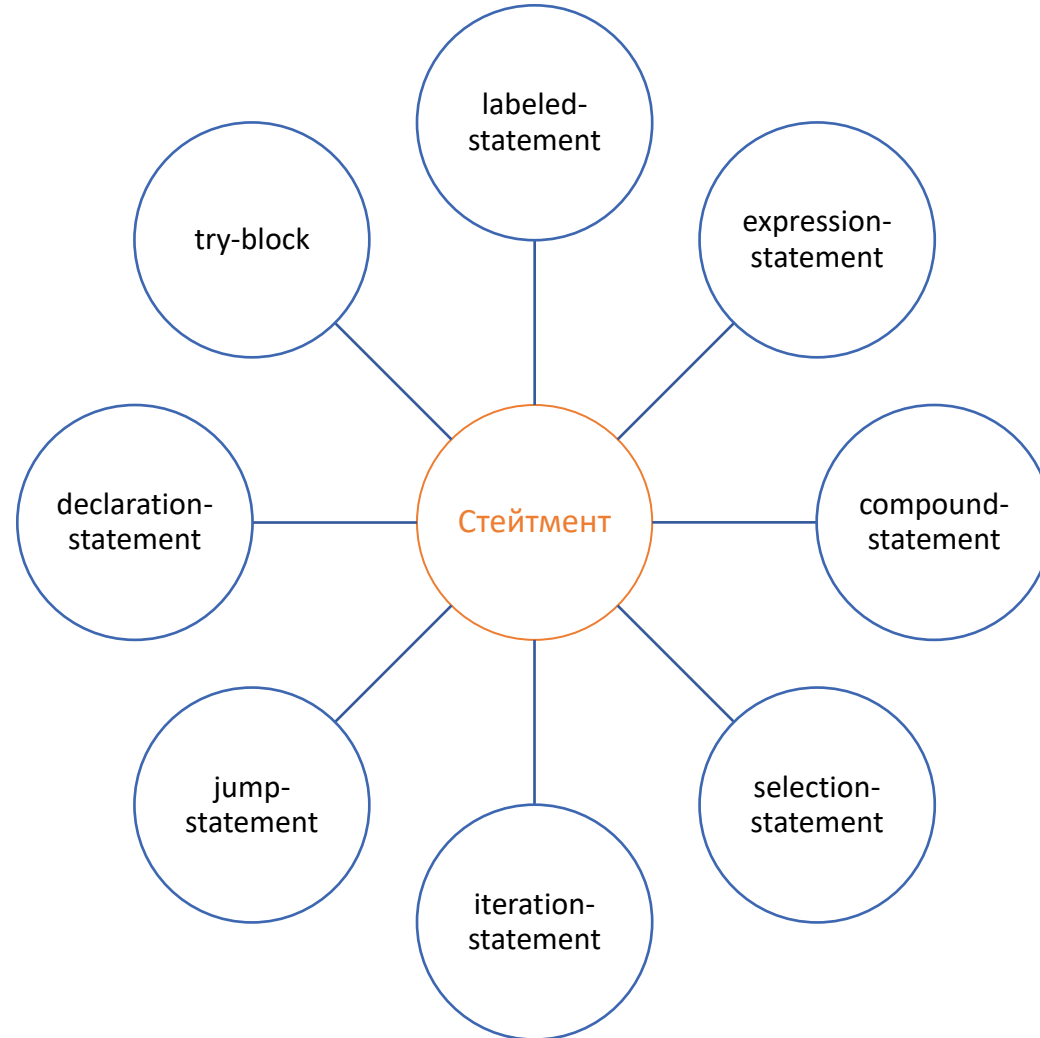 labeled-
statement
expression-
statement
compound-
statement
selection-
statement
iteration-
statement
jump-
statement
declaration-
statement
try-block
Стейтмент